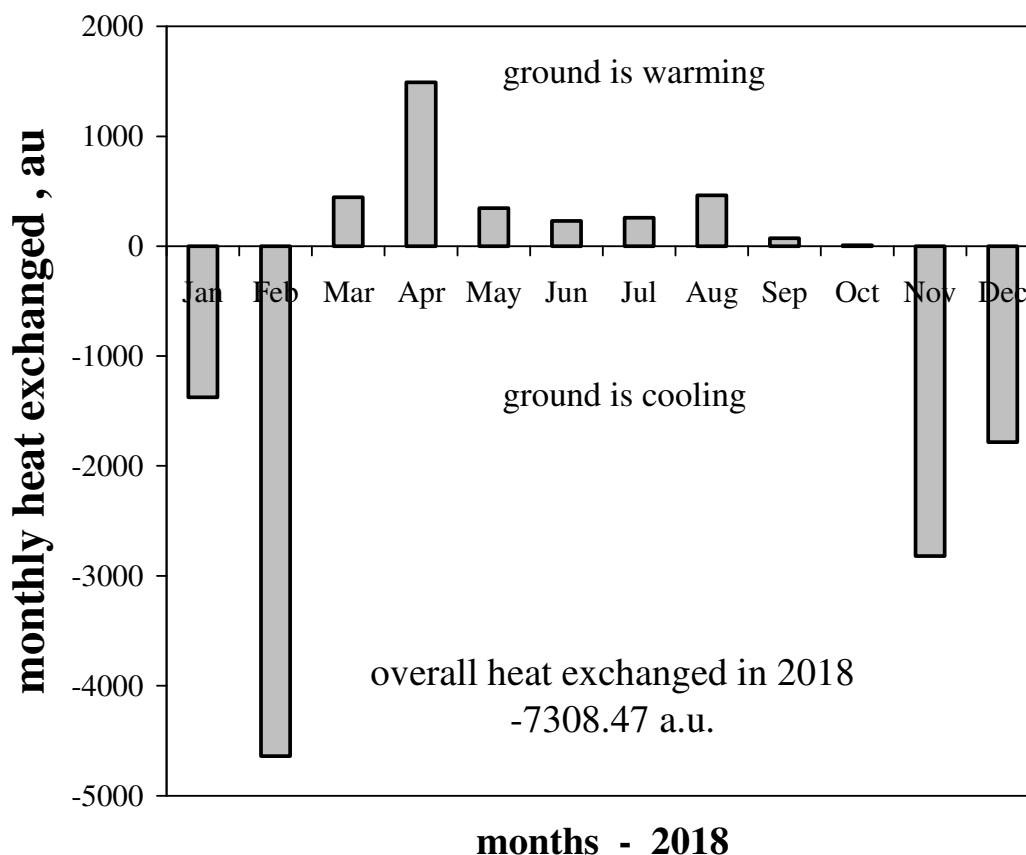 2000
ground is warming
1000
0
Jan Feb Mar Apr May Jun Jul Aug Sep Oct Nov Dec
-1000
ground is cooling
-2000
-3000
-4000
overall heat exchanged in 2018
-7308.47 a.u.
-5000
monthly heat exchanged , au
months - 2018